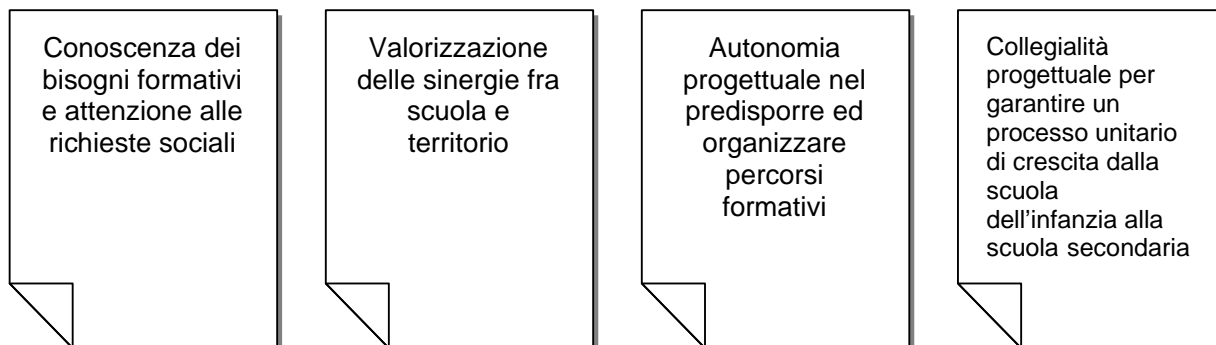 Conoscenza dei
bisogni formativi
e attenzione alle
richieste sociali
Valorizzazione
delle sinergie fra
scuola e
territorio
Autonomia
progettuale nel
predisporre ed
organizzare
percorsi
formativi
Collegialità
progettuale per
garantire un
processo unitario
di crescita dalla
scuola
dell'infanzia alla
scuola secondaria